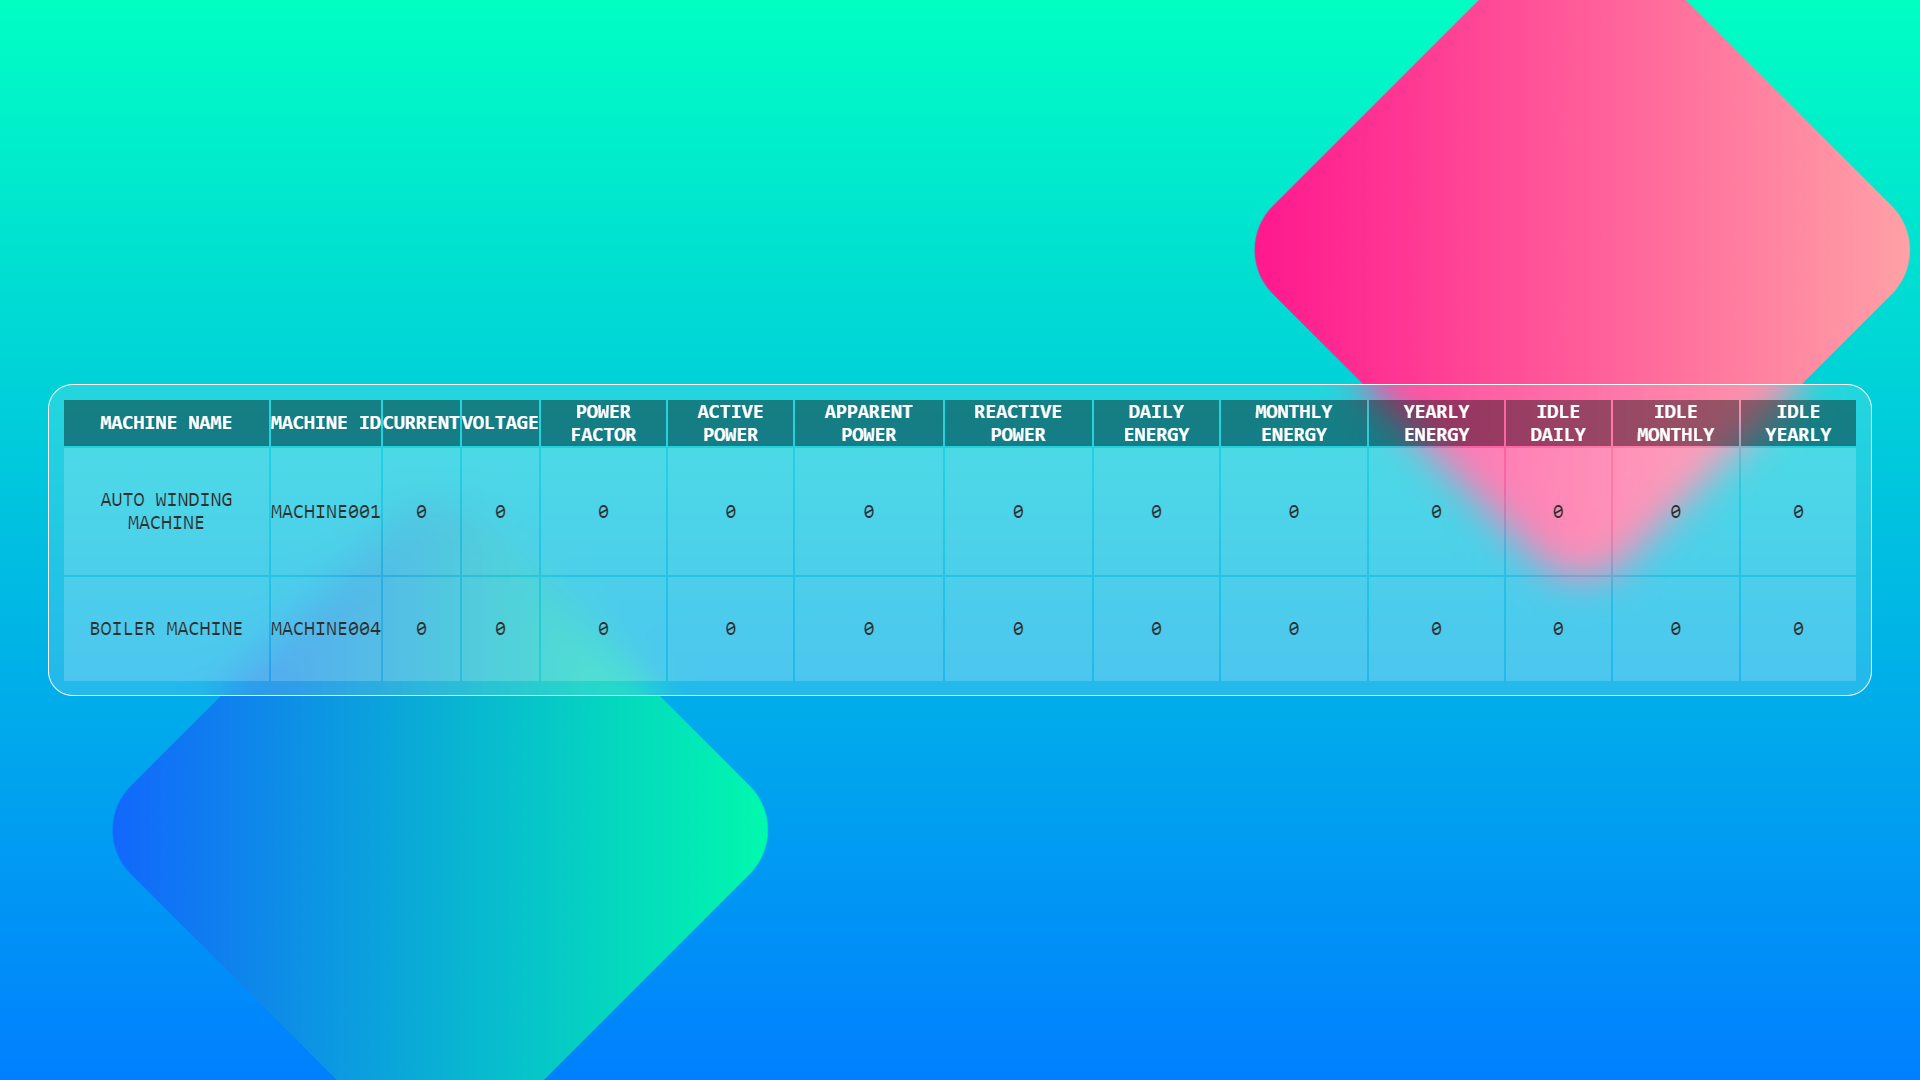 MACHINE NAME MACHINE ID CURRENT VOLTAGE POWER FACTOR ACTIVE POWER APPARENT POWER REACTIVE POWER DAILY ENERGY MONTHLY ENERGY YEARLY ENERGY IDLE DAILY IDLE MONTHLY IDLE YEARLY
AUTO WINDING MACHINE MACHINE001 0 0 0 0 0 0 0 0 0 0 0 0
BOILER MACHINE MACHINE004 0 0 0 0 0 0 0 0 0 0 0 0